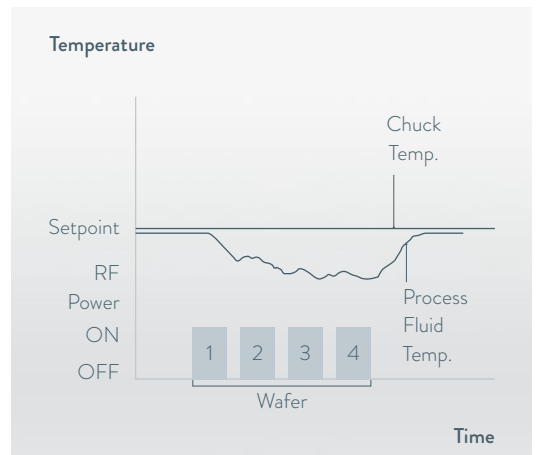 Temperature
Chuck
Temp.
Setpoint
RF
Power
ON
OFF
Process
Fluid
Temp.
1 2 3 4
Wafer
Time